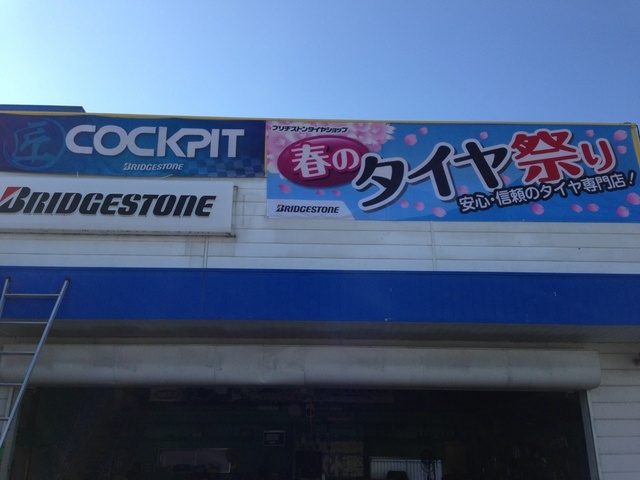 匠 COCKPIT
BRIDGESTONE
BRIDGESTONE
ブリヂストンタイヤショップ
春のタイヤ祭り
安心・信頼のタイヤ専門店！
BRIDGESTONE